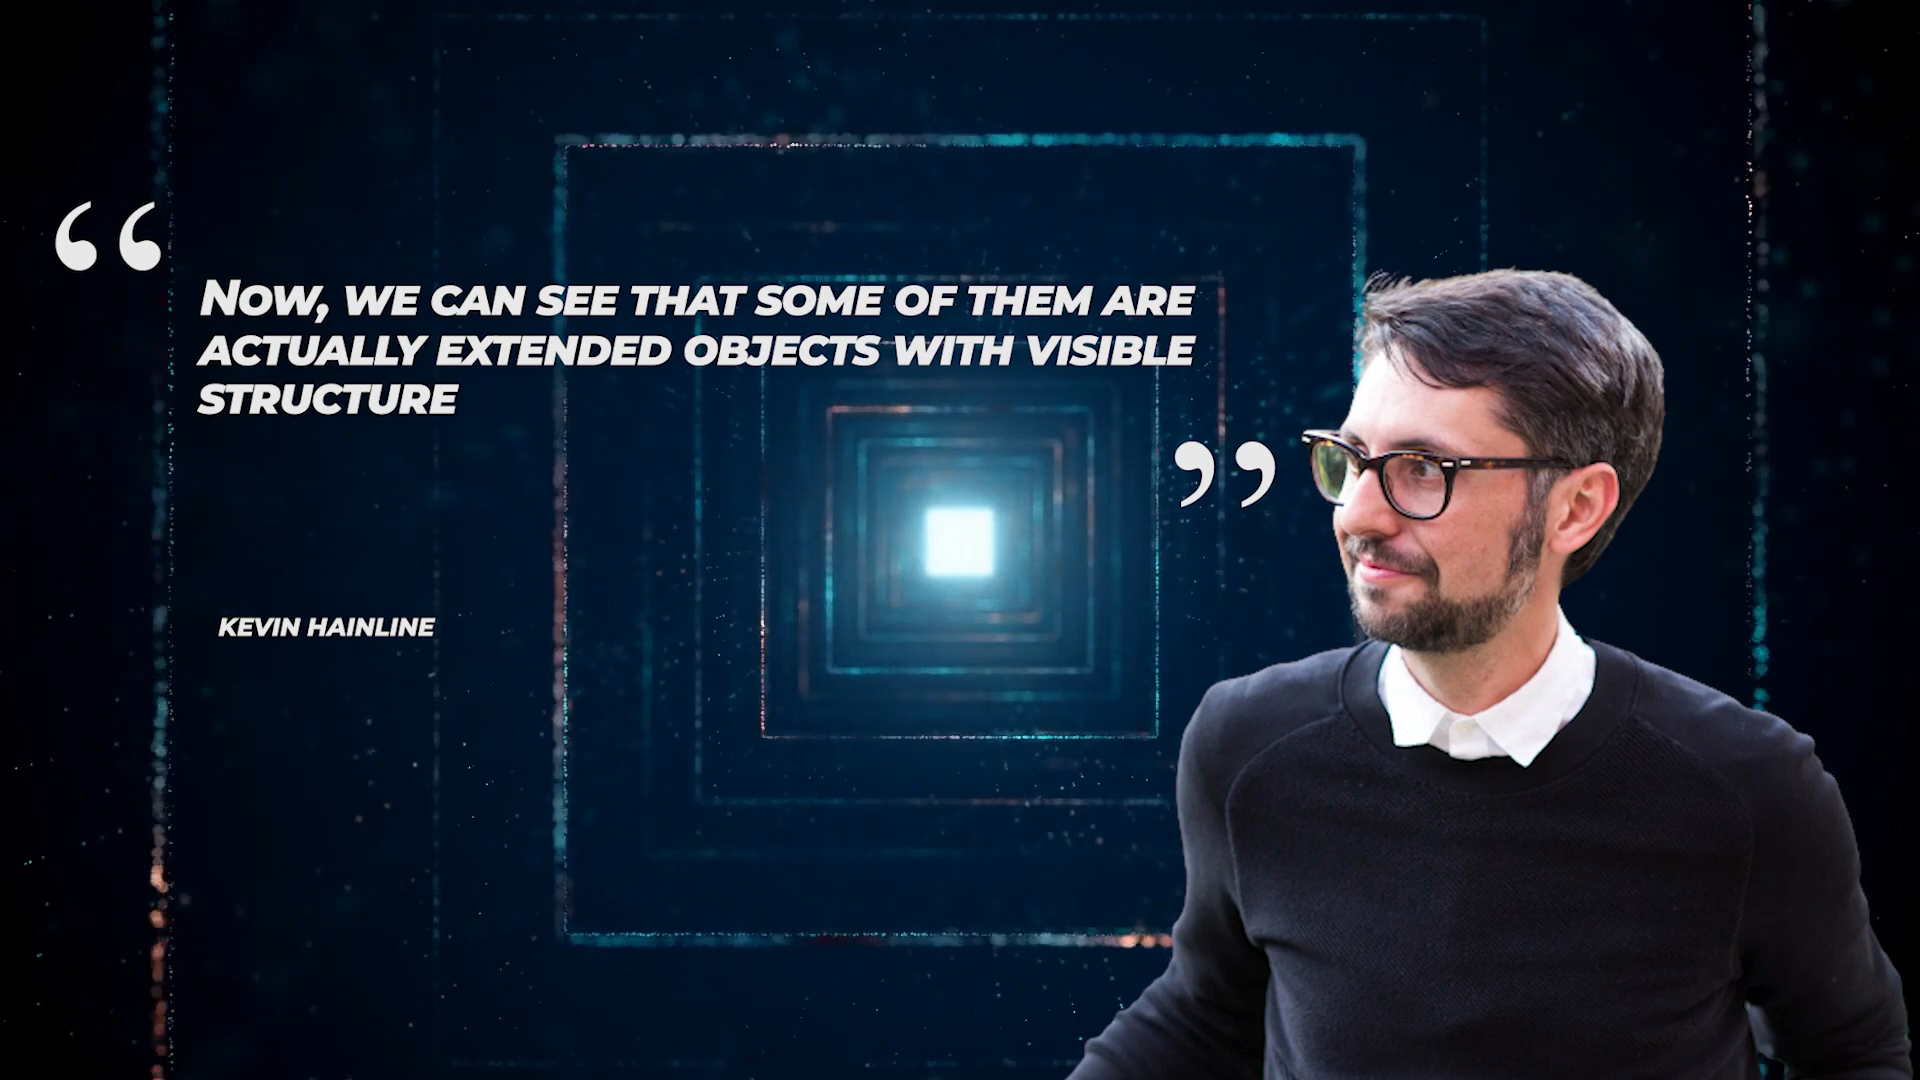 “
Now, we can see that some of them are
actually extended objects with visible
structure
”
KEVIN HAINLINE